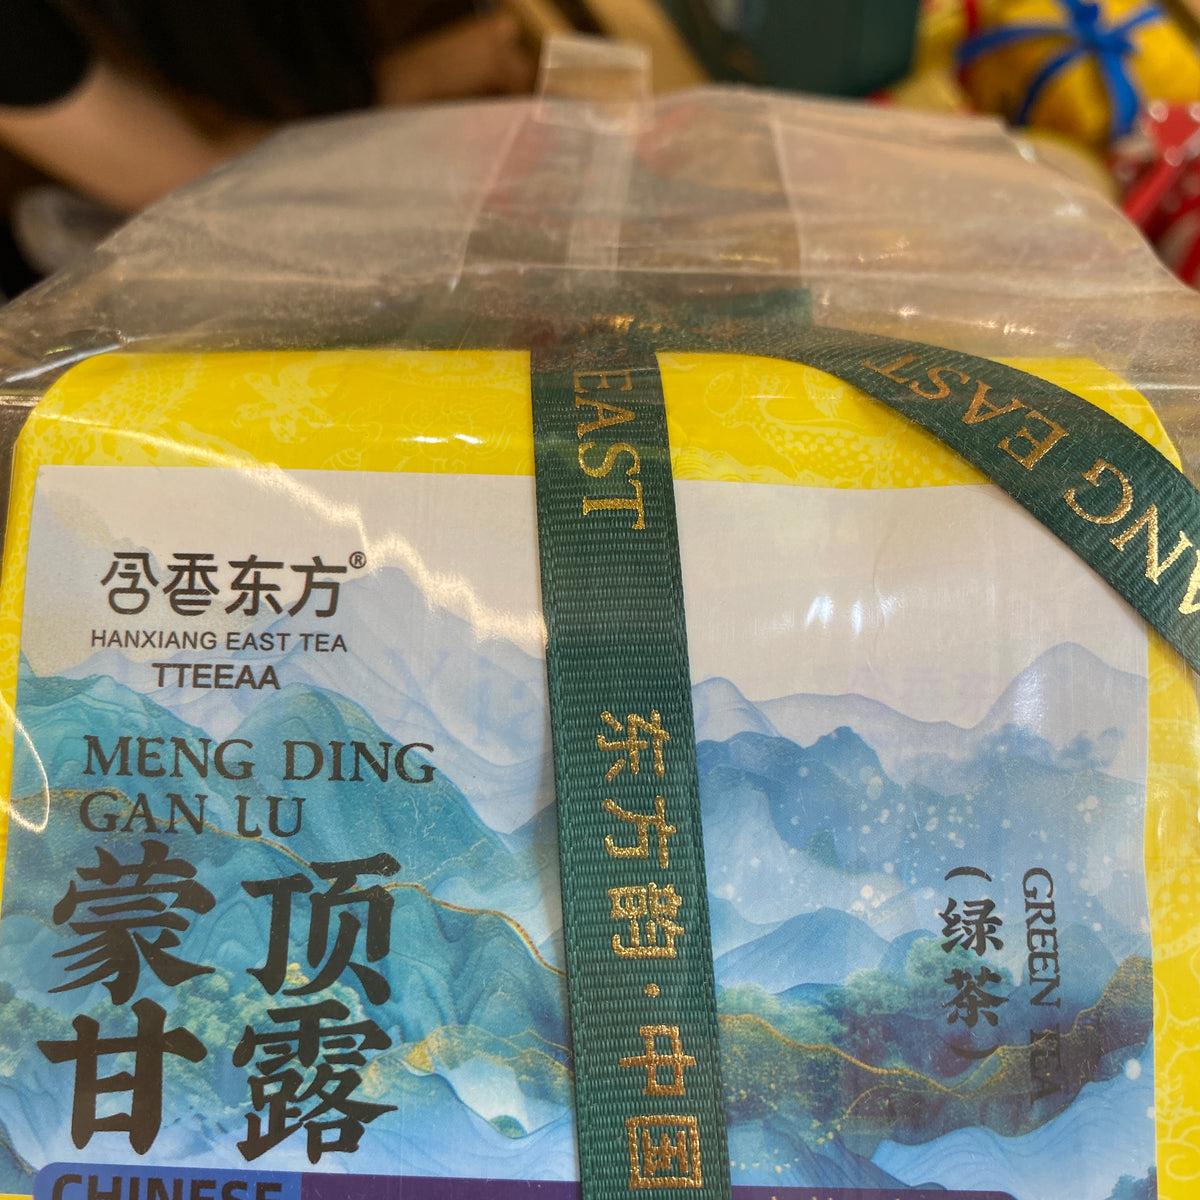 含香东方®
HANXIANG EAST TEA
TTEEAA
MENG DING
GAN LU
蒙顶
甘露
CHINESE
EAST
东方韵·中国
ANG EAST
(绿茶)
GREEN TEA